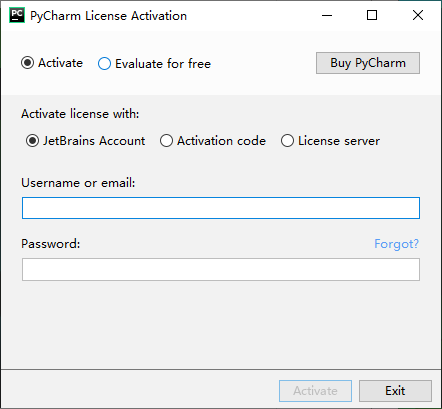 PC PyCharm License Activation
Activate Evaluate for free Buy PyCharm
Activate license with:
JetBrains Account Activation code License server
Username or email:
Password: Forgot?
Activate Exit